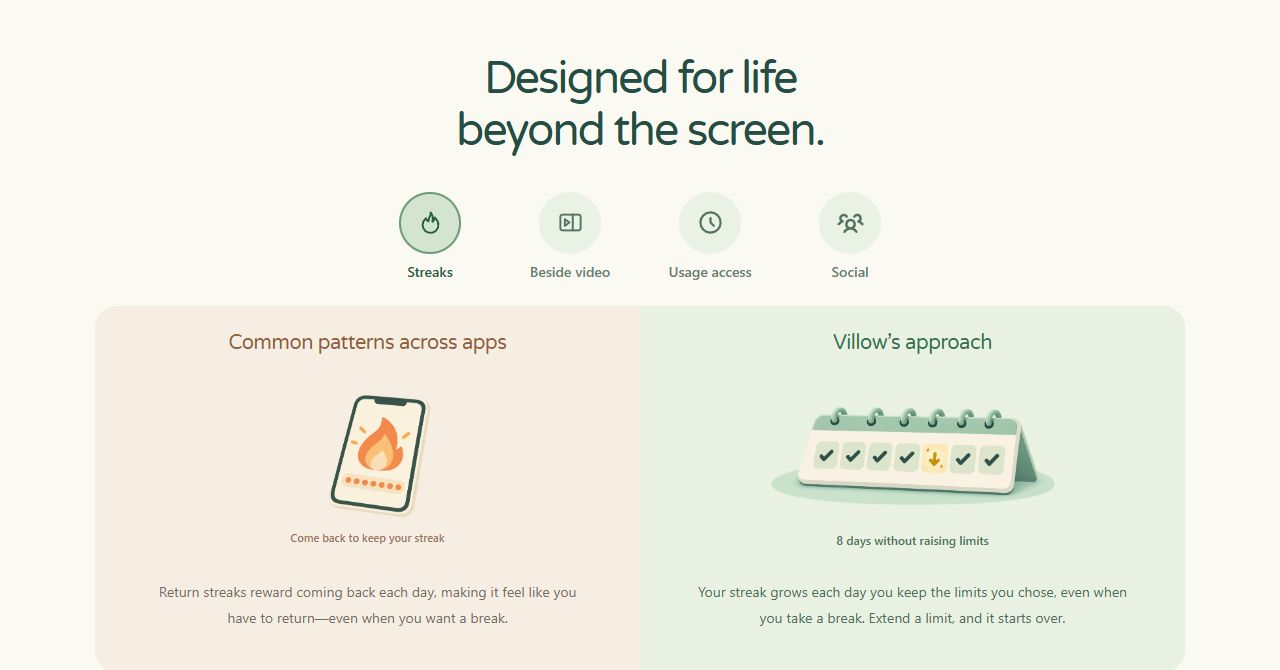 Designed for life
beyond the screen.
Streaks
Beside video
Usage access
Social
Common patterns across apps
Come back to keep your streak
Return streaks reward coming back each day, making it feel like you
have to return—even when you want a break.
Villow’s approach
8 days without raising limits
Your streak grows each day you keep the limits you chose, even when
you take a break. Extend a limit, and it starts over.